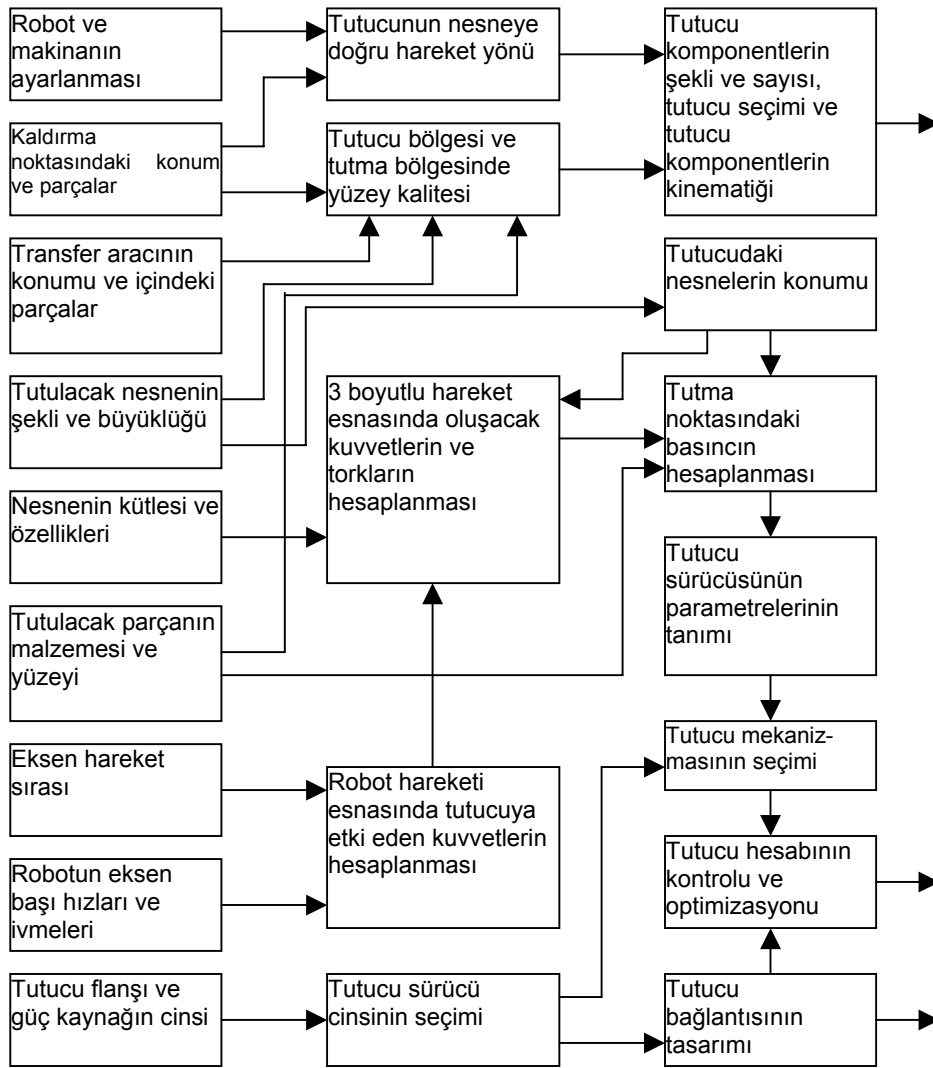 Robot ve
makinanın
ayarlanması
Kaldırma
noktasındaki konum
ve parçalar
Transfer aracının
konumu ve içindeki
parçalar
Tutulacak nesnenin
şekli ve büyüklüğü
Nesnenin kütlesi ve
özellikleri
Tutulacak parçanın
malzemesi ve
yüzeyi
Eksen hareket
sırası
Robotun eksen
başı hızları ve
ivmeleri
Tutucu flanşı ve
güç kaynağın cinsi
Tutucunun nesneye
doğru hareket yönü
Tutucu bölgesi ve
tutma bölgesinde
yüzey kalitesi
3 boyutlu hareket
esnasında oluşacak
kuvvetlerin ve
torkların
hesaplanması
Robot hareketi
esnasında tutucuya
etki eden kuvvetlerin
hesaplanması
Tutucu sürücü
cinsinin seçimi
Tutucu
komponentlerin
şekli ve sayısı,
tutucu seçimi ve
tutucu
komponentlerin
kinematiği
Tutucudaki
nesnelerin konumu
Tutma
noktasındaki
basıncın
hesaplanması
Tutucu
sürücüsünün
parametrelerinin
tanımı
Tutucu mekaniz-
masının seçimi
Tutucu hesabının
kontrolu ve
optimizasyonu
Tutucu
bağlantısının
tasarımı